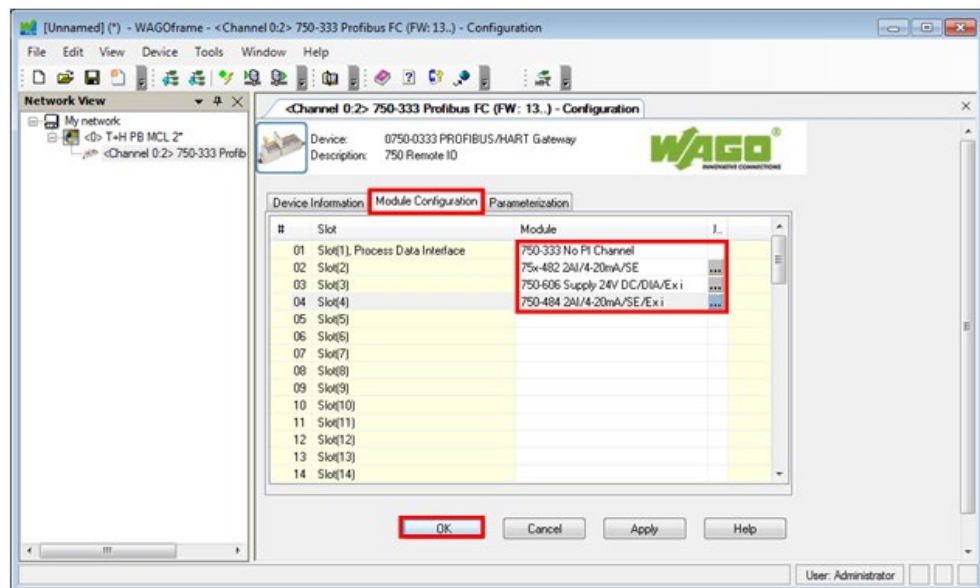 [Unnamed] (*) - WAGOframe - <Channel 0:2> 750-333 Profibus FC (FW: 13..) - Configuration
File Edit View Device Tools Window Help
Network View
My network
<0> T+H PB MCL 2"
<Channel 0:2> 750-333 Profib
<Channel 0:2> 750-333 Profibus FC (FW: 13..) - Configuration
Device: 0750-0333 PROFIBUS/HART Gateway
Description: 750 Remote IO
WAGO
INNOVATIVE CONNECTIONS
Device Information Module Configuration Parameterization
# Slot Module J...
01 Slot(1), Process Data Interface 750-333 No PI Channel
02 Slot(2) 75x-482 2AI/4-20mA/SE ...
03 Slot(3) 750-606 Supply 24V DC/DIA/Ex i ...
04 Slot(4) 750-484 2AI/4-20mA/SE/Ex i ...
05 Slot(5)
06 Slot(6)
07 Slot(7)
08 Slot(8)
09 Slot(9)
10 Slot(10)
11 Slot(11)
12 Slot(12)
13 Slot(13)
14 Slot(14)
OK Cancel Apply Help
User: Administrator